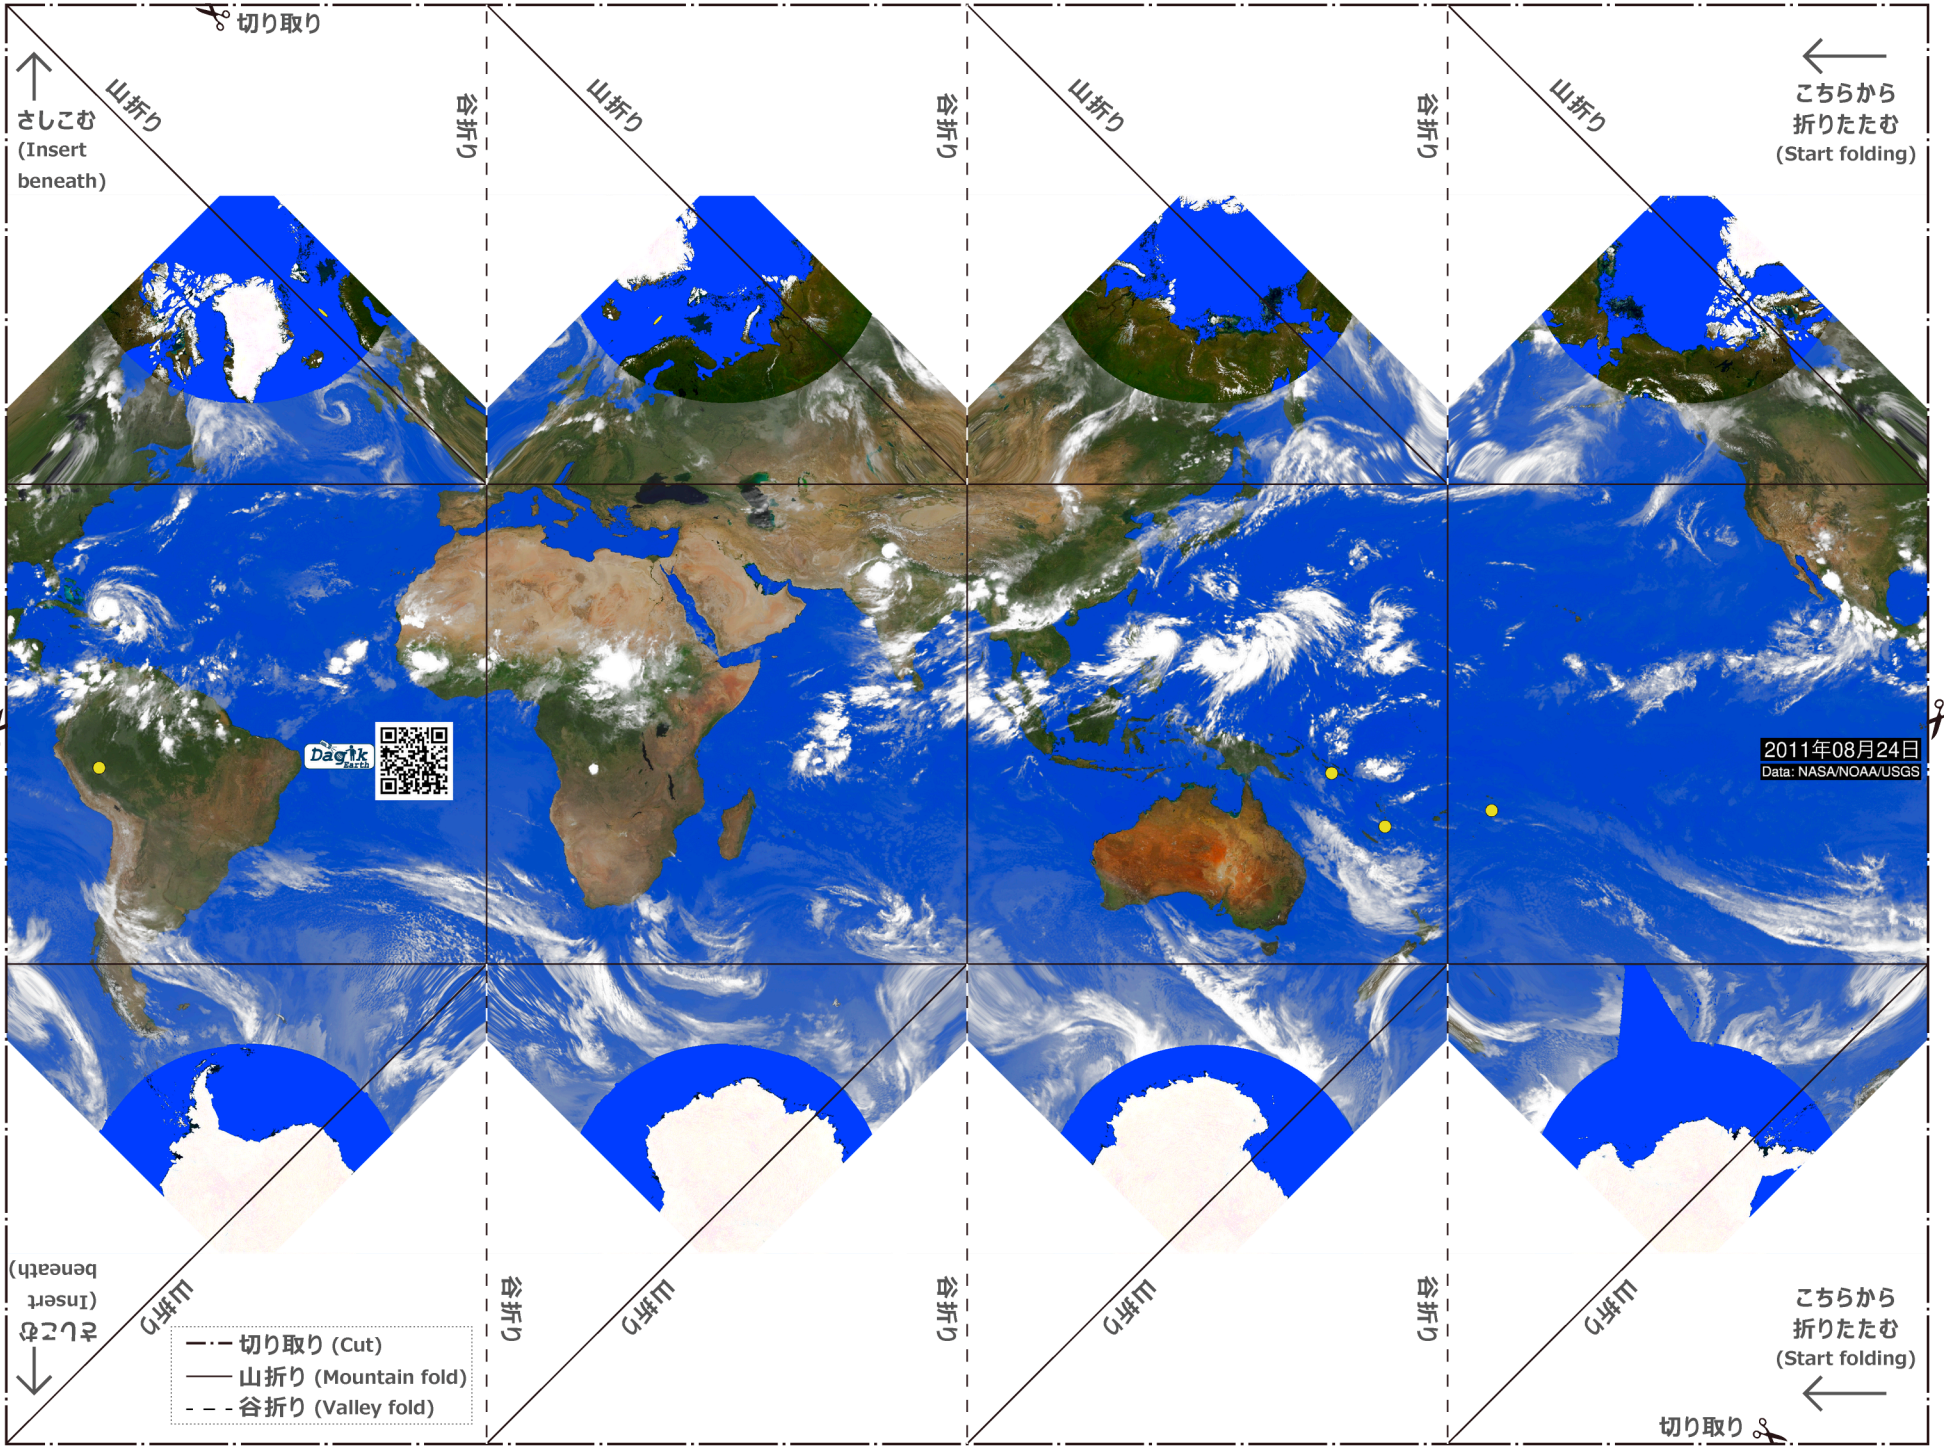 切り取り
山折り
谷折り
山折り
谷折り
山折り
谷折り
山折り
さしこむ
(Insert
beneath)
こちらから
折りたたむ
(Start folding)
Dagik
Earth
2011年08月24日
Data: NASA/NOAA/USGS
さしこむ
(Insert
beneath)
山折り
谷折り
山折り
谷折り
山折り
谷折り
山折り
こちらから
折りたたむ
(Start folding)
切り取り (Cut)
山折り (Mountain fold)
谷折り (Valley fold)
切り取り